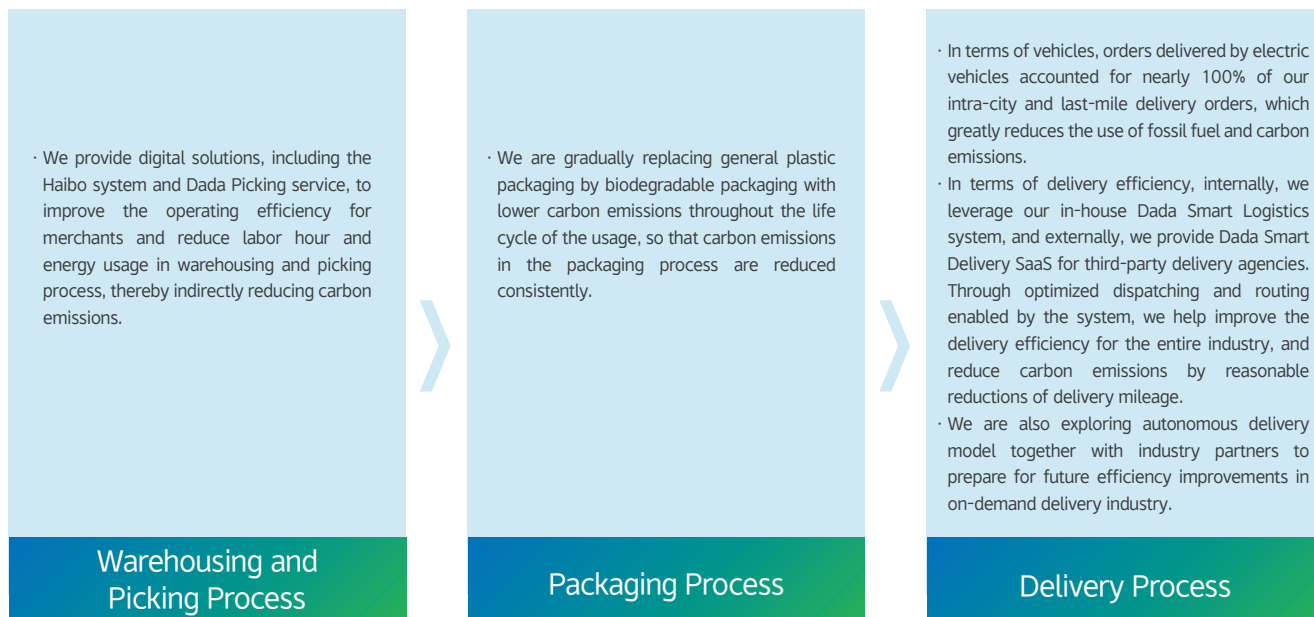 · We provide digital solutions, including the
Haibo system and Dada Picking service, to
improve the operating efficiency for
merchants and reduce labor hour and
energy usage in warehousing and picking
process, thereby indirectly reducing carbon
emissions.
Warehousing and
Picking Process
· We are gradually replacing general plastic
packaging by biodegradable packaging with
lower carbon emissions throughout the life
cycle of the usage, so that carbon emissions
in the packaging process are reduced
consistently.
Packaging Process
· In terms of vehicles, orders delivered by electric
vehicles accounted for nearly 100% of our
intra-city and last-mile delivery orders, which
greatly reduces the use of fossil fuel and carbon
emissions.
· In terms of delivery efficiency, internally, we
leverage our in-house Dada Smart Logistics
system, and externally, we provide Dada Smart
Delivery SaaS for third-party delivery agencies.
Through optimized dispatching and routing
enabled by the system, we help improve the
delivery efficiency for the entire industry, and
reduce carbon emissions by reasonable
reductions of delivery mileage.
· We are also exploring autonomous delivery
model together with industry partners to
prepare for future efficiency improvements in
on-demand delivery industry.
Delivery Process